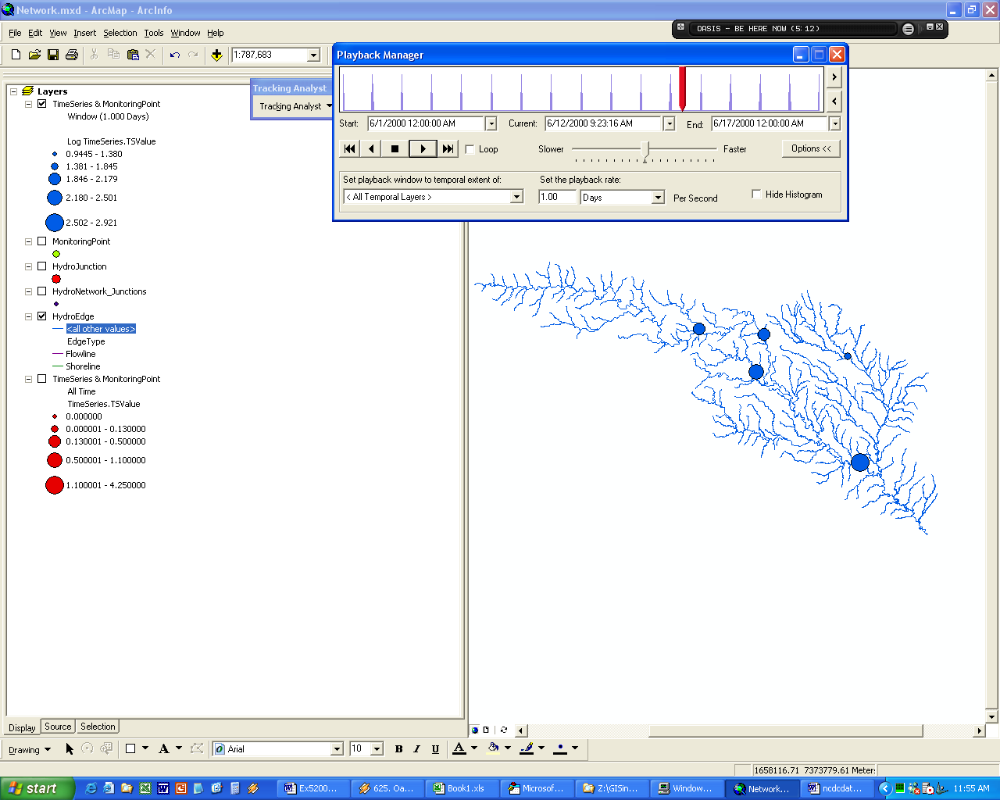 Network.mxd - ArcMap - ArcInfo
File Edit View Insert Selection Tools Window Help
OASIS - BE HERE NOW (5:12)
1:787,683
Playback Manager
Start: 6/1/2000 12:00:00 AM Current: 6/12/2000 9:23:16 AM End: 6/17/2000 12:00:00 AM
Loop Slower Faster Options <<
Set playback window to temporal extent of: Set the playback rate:
< All Temporal Layers > 1.00 Days Per Second Hide Histogram
Tracking Analyst
Tracking Analyst
Layers
TimeSeries & MonitoringPoint
Window (1.000 Days)
Log TimeSeries.TSValue
0.9445 - 1.380
1.381 - 1.845
1.846 - 2.179
2.180 - 2.501
2.502 - 2.921
MonitoringPoint
HydroJunction
HydroNetwork_Junctions
HydroEdge
<all other values>
EdgeType
Flowline
Shoreline
TimeSeries & MonitoringPoint
All Time
TimeSeries.TSValue
0.000000
0.000001 - 0.130000
0.130001 - 0.500000
0.500001 - 1.100000
1.100001 - 4.250000
Display Source Selection
Drawing A Arial 10 B I U A
1658116.71 7373779.61 Meters
start Ex5200... 625. Oa... Book1.xls Microsof... Z:\GISin... Window... Network... ncdcdat... 11:55 AM